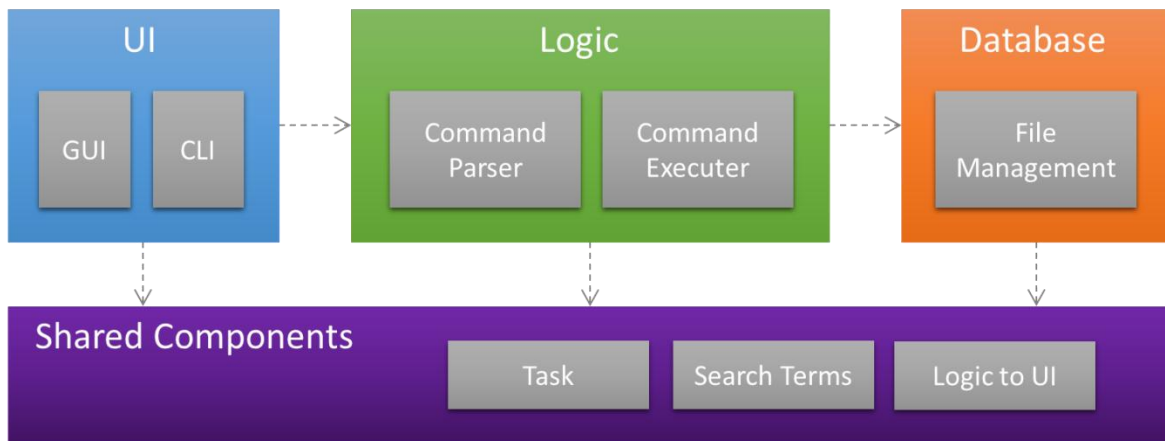 UI
Logic
Database
GUI
CLI
Command
Parser
Command
Executer
File
Management
Shared Components
Task
Search Terms
Logic to UI